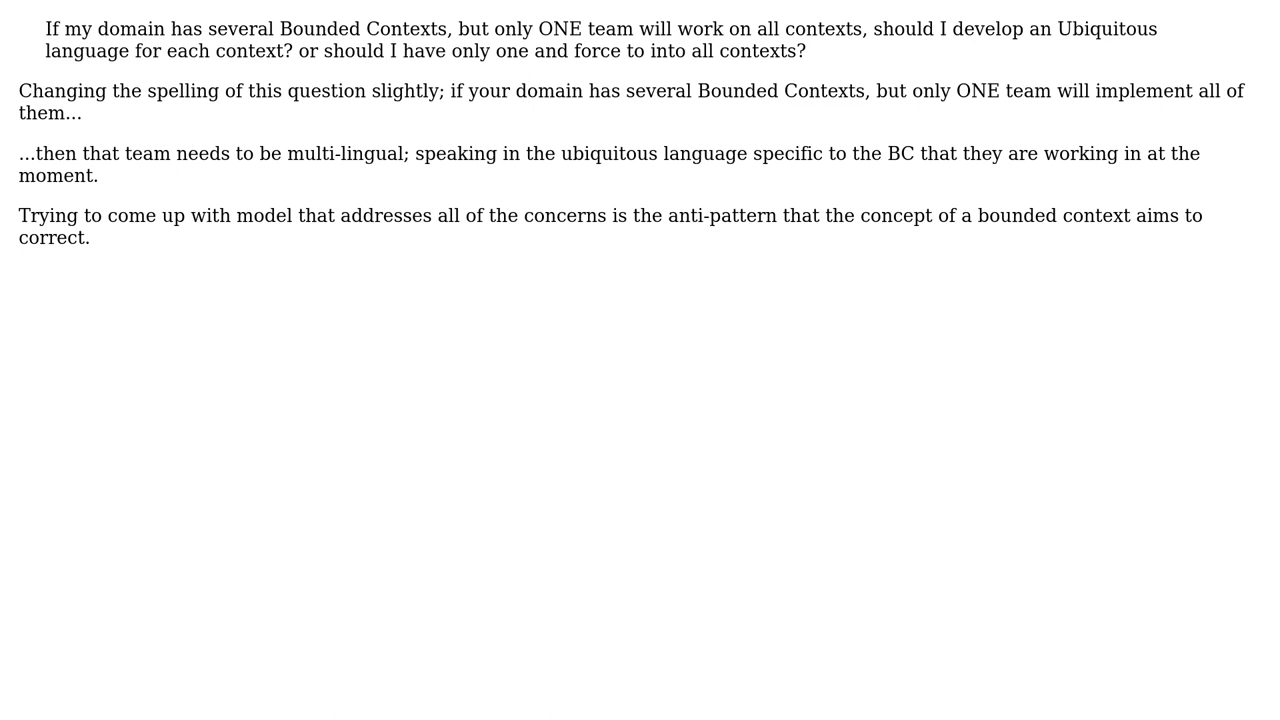 If my domain has several Bounded Contexts, but only ONE team will work on all contexts, should I develop an Ubiquitous
language for each context? or should I have only one and force to into all contexts?
Changing the spelling of this question slightly; if your domain has several Bounded Contexts, but only ONE team will implement all of
them...
...then that team needs to be multi-lingual; speaking in the ubiquitous language specific to the BC that they are working in at the
moment.
Trying to come up with model that addresses all of the concerns is the anti-pattern that the concept of a bounded context aims to
correct.